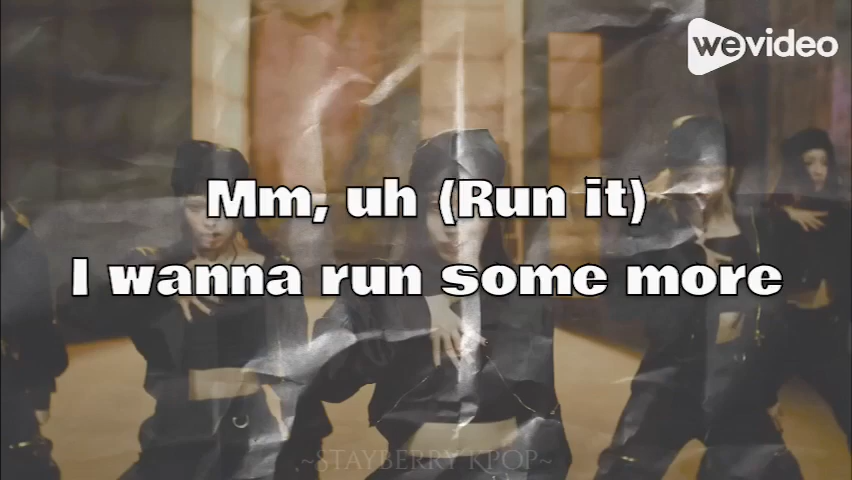 wevideo
Mm, uh (Run it)
I wanna run some more
~STAYBERRY KPOP~